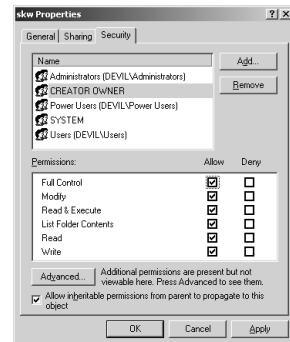 skw Properties
? x
General Sharing Security
Name
Add...
Administrators (DEVIL\Administrators)
CREATOR OWNER
Remove
Power Users (DEVIL\Power Users)
SYSTEM
Users (DEVIL\Users)
Permissions: Allow Deny
Full Control
Modify
Read & Execute
List Folder Contents
Read
Write
Advanced...
Additional permissions are present but not
viewable here. Press Advanced to see them.
Allow inheritable permissions from parent to propagate to this
object
OK Cancel Apply